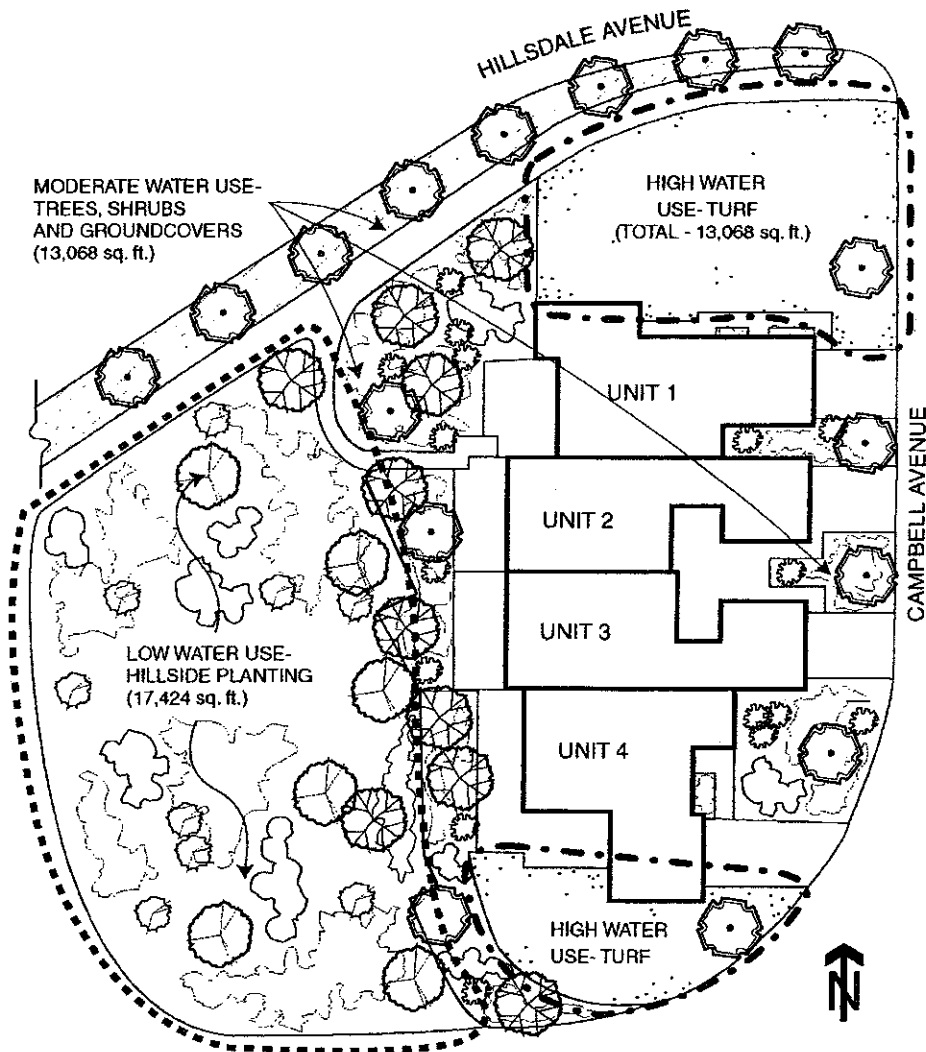 HILLSDALE AVENUE
MODERATE WATER USE-
TREES, SHRUBS
AND GROUNDCOVERS
(13,068 sq. ft.)
HIGH WATER
USE- TURF
(TOTAL - 13,068 sq. ft.)
UNIT 1
UNIT 2
CAMPBELL AVENUE
UNIT 3
LOW WATER USE-
HILLSIDE PLANTING
(17,424 sq. ft.)
UNIT 4
HIGH WATER
USE- TURF
N